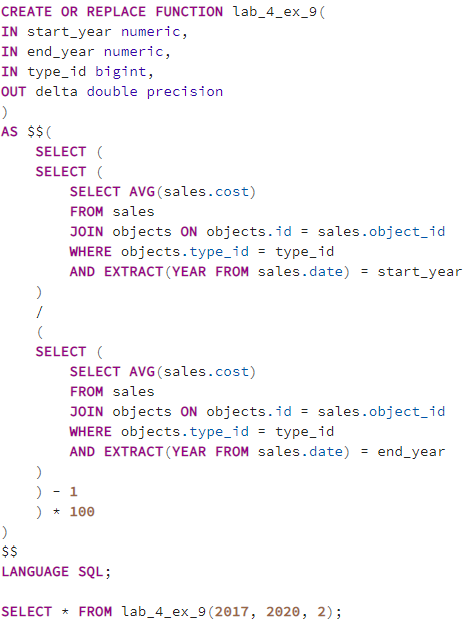 CREATE OR REPLACE FUNCTION lab_4_ex_9(
IN start_year numeric,
IN end_year numeric,
IN type_id bigint,
OUT delta double precision
)
AS $$(
    SELECT (
    SELECT (
        SELECT AVG(sales.cost)
        FROM sales
        JOIN objects ON objects.id = sales.object_id
        WHERE objects.type_id = type_id
        AND EXTRACT(YEAR FROM sales.date) = start_year
    )
    /
    (
    SELECT (
        SELECT AVG(sales.cost)
        FROM sales
        JOIN objects ON objects.id = sales.object_id
        WHERE objects.type_id = type_id
        AND EXTRACT(YEAR FROM sales.date) = end_year
    )
    ) - 1
    ) * 100
)
$$
LANGUAGE SQL;

SELECT * FROM lab_4_ex_9(2017, 2020, 2);